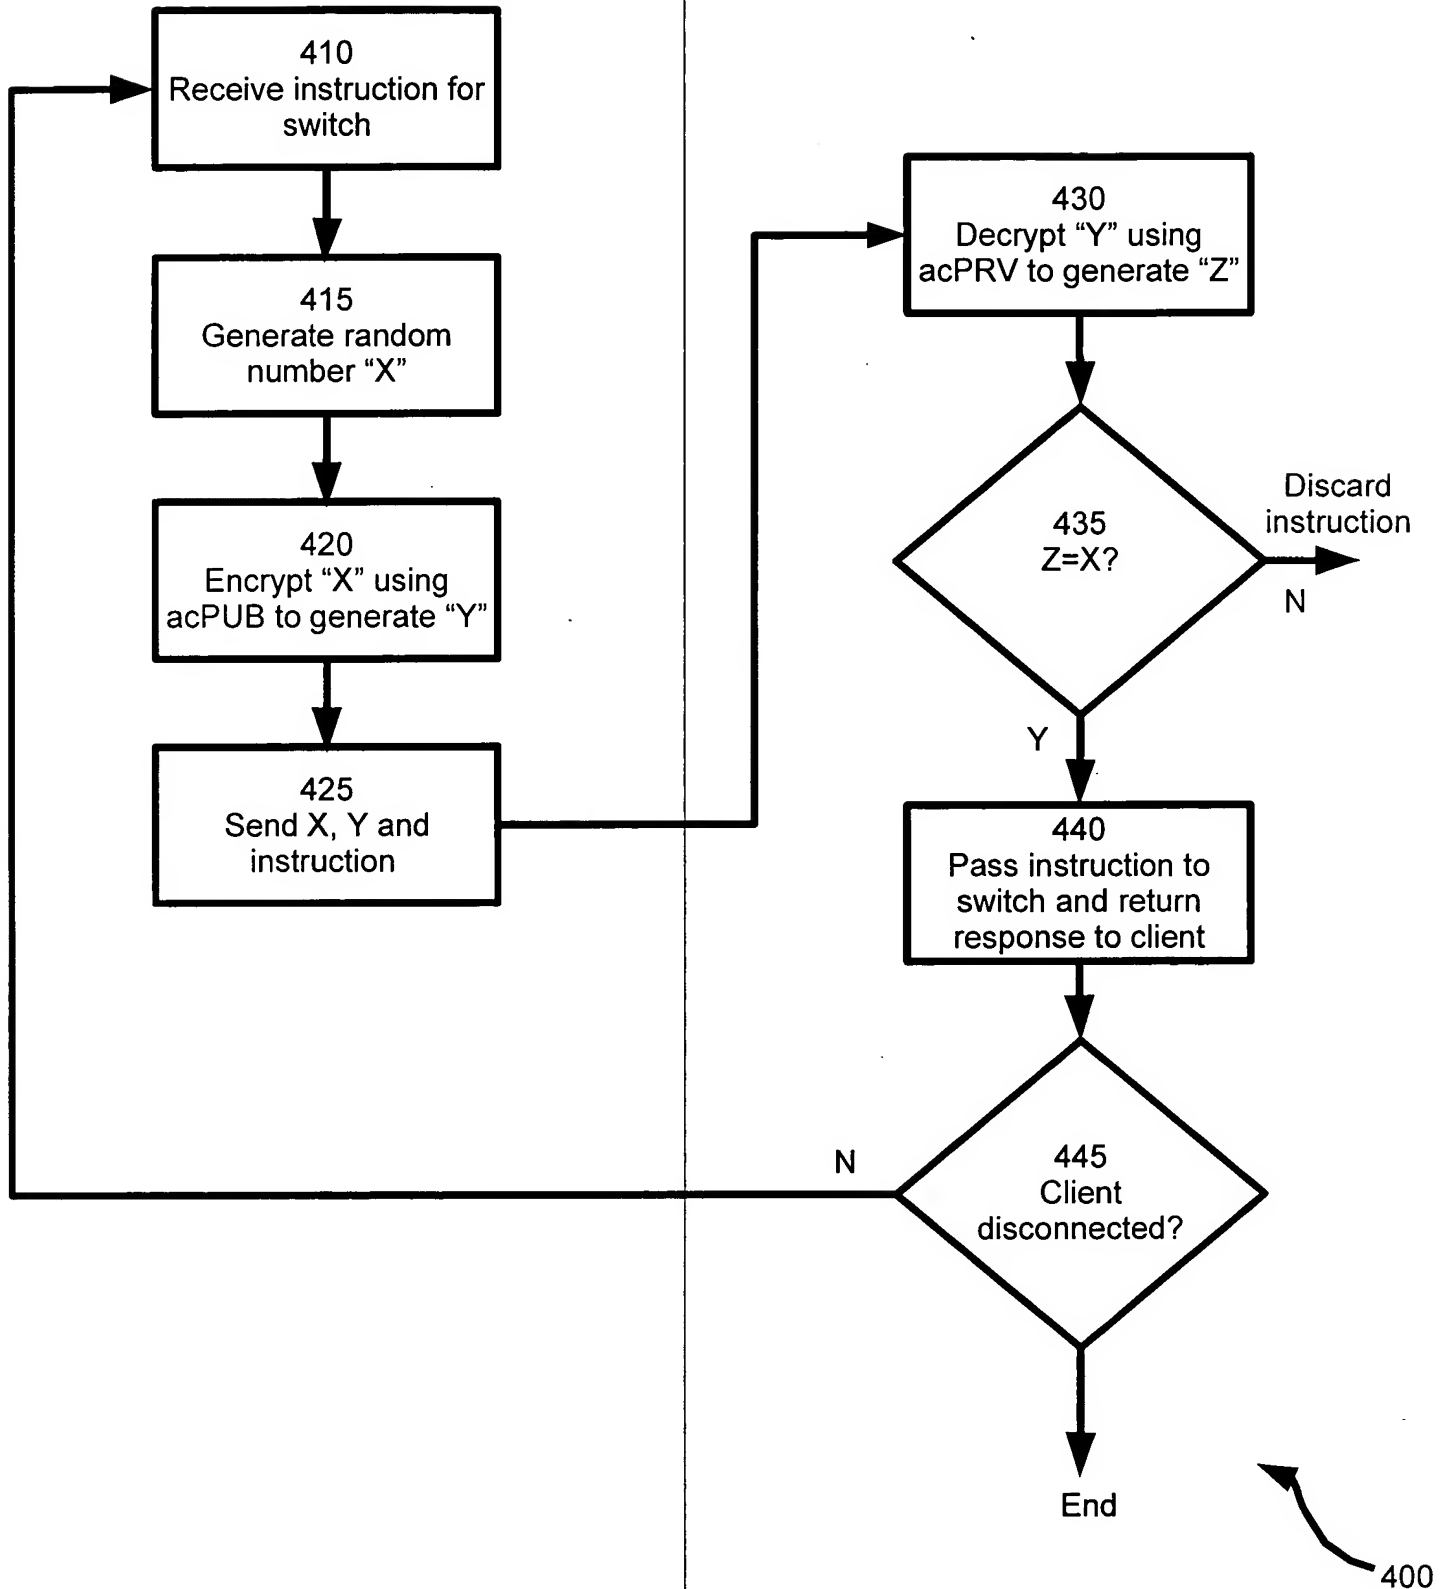 410
Receive instruction for
switch
415
Generate random
number “X”
420
Encrypt “X” using
acPUB to generate “Y”
425
Send X, Y and
instruction
430
Decrypt “Y” using
acPRV to generate “Z”
435
Z=X?
Discard
instruction
N
Y
440
Pass instruction to
switch and return
response to client
445
Client
disconnected?
N
End
400